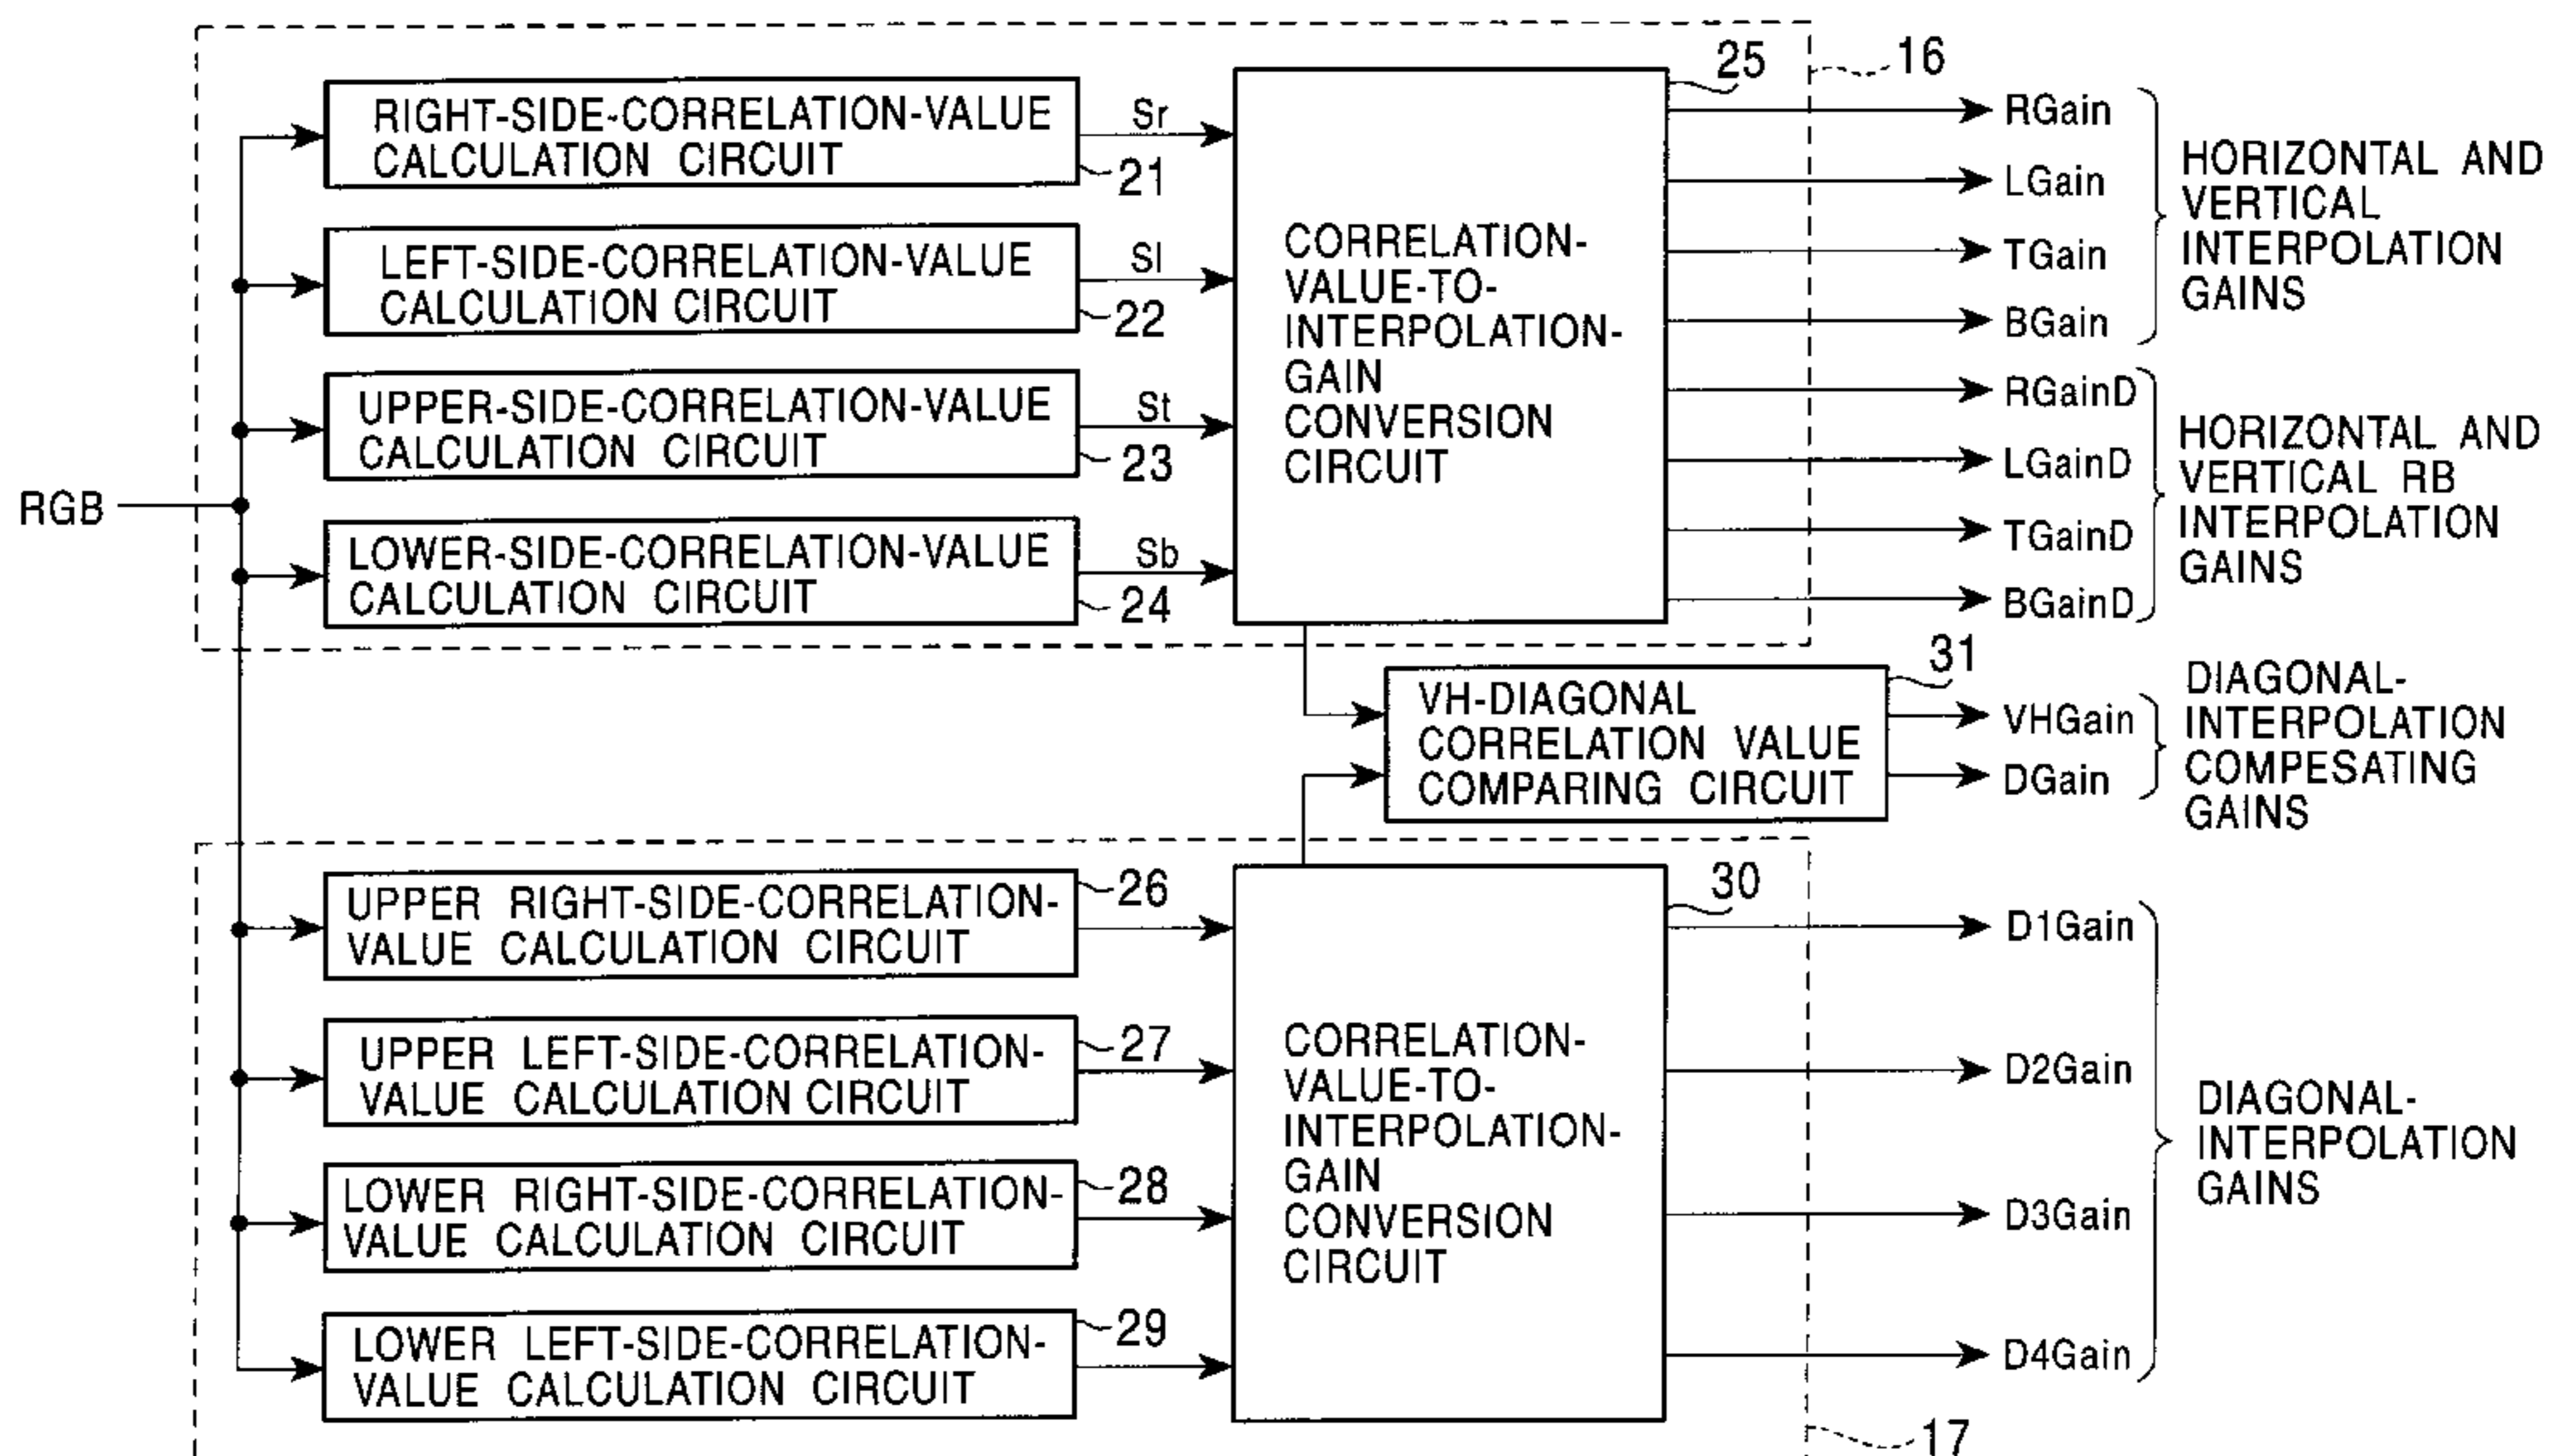 16
25
RIGHT-SIDE-CORRELATION-VALUE
CALCULATION CIRCUIT
Sr
21
LEFT-SIDE-CORRELATION-VALUE
CALCULATION CIRCUIT
Sl
22
UPPER-SIDE-CORRELATION-VALUE
CALCULATION CIRCUIT
St
23
RGB
LOWER-SIDE-CORRELATION-VALUE
CALCULATION CIRCUIT
Sb
24
CORRELATION-
VALUE-TO-
INTERPOLATION-
GAIN
CONVERSION
CIRCUIT
RGain
LGain
TGain
BGain
HORIZONTAL AND
VERTICAL
INTERPOLATION
GAINS
RGainD
LGainD
TGainD
BGainD
HORIZONTAL AND
VERTICAL RB
INTERPOLATION
GAINS
31
VH-DIAGONAL
CORRELATION VALUE
COMPARING CIRCUIT
VHGain
DGain
DIAGONAL-
INTERPOLATION
COMPESATING
GAINS
UPPER RIGHT-SIDE-CORRELATION-
VALUE CALCULATION CIRCUIT
26
UPPER LEFT-SIDE-CORRELATION-
VALUE CALCULATION CIRCUIT
27
LOWER RIGHT-SIDE-CORRELATION-
VALUE CALCULATION CIRCUIT
28
LOWER LEFT-SIDE-CORRELATION-
VALUE CALCULATION CIRCUIT
29
30
CORRELATION-
VALUE-TO-
INTERPOLATION-
GAIN
CONVERSION
CIRCUIT
D1Gain
D2Gain
D3Gain
D4Gain
DIAGONAL-
INTERPOLATION
GAINS
17